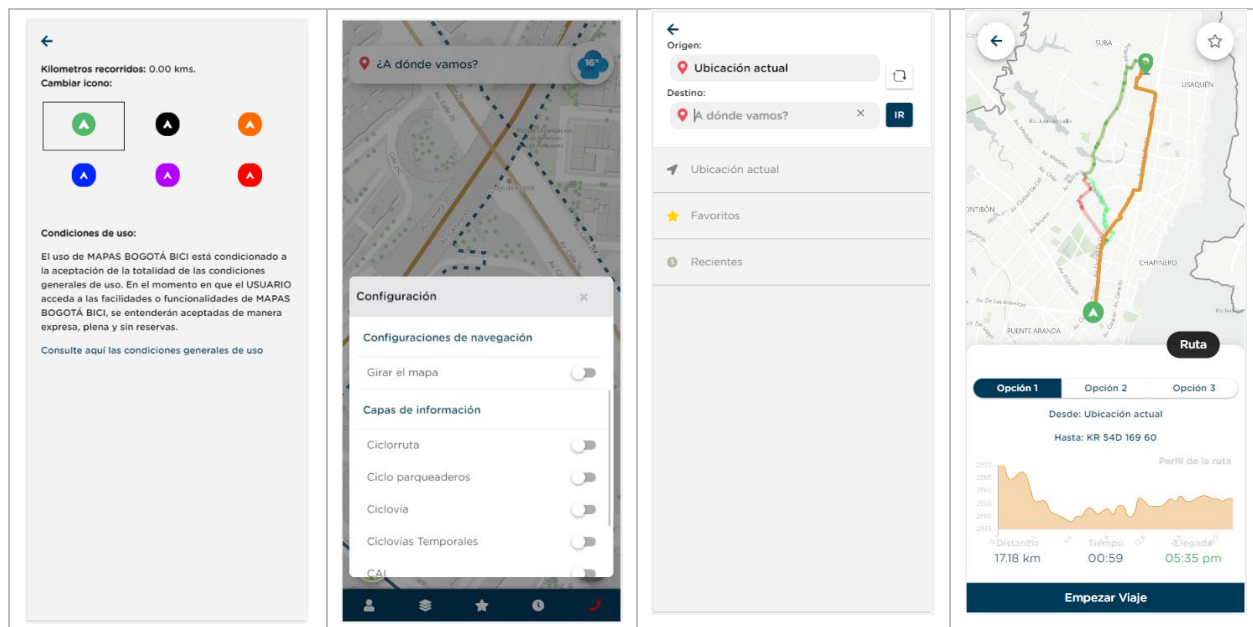 Kilometros recorridos: 0.00 kms.
Cambiar icono:
Condiciones de uso:
El uso de MAPAS BOGOTÁ BICI está condicionado a
la aceptación de la totalidad de las condiciones
generales de uso. En el momento en que el USUARIO
acceda a las facilidades o funcionalidades de MAPAS
BOGOTÁ BICI, se entenderán aceptadas de manera
expresa, plena y sin reservas.
Consulte aquí las condiciones generales de uso
¿A dónde vamos?
16°
Configuración
Configuraciones de navegación
Girar el mapa
Capas de información
Ciclorruta
Ciclo parqueaderos
Ciclovía
Ciclovías Temporales
CAI
Origen:
Ubicación actual
Destino:
A dónde vamos?
IR
Ubicación actual
Favoritos
Recientes
SUBA
USAQUÉN
ONTIBÓN
CHAPINERO
PUENTE ARANDA
Ruta
Opción 1
Opción 2
Opción 3
Desde: Ubicación actual
Hasta: KR 54D 169 60
Perfil de la ruta
2670
2665
2660
2650
2645
Distancia
Tiempo
Llegada
17.18 km
00:59
05:35 pm
Empezar Viaje